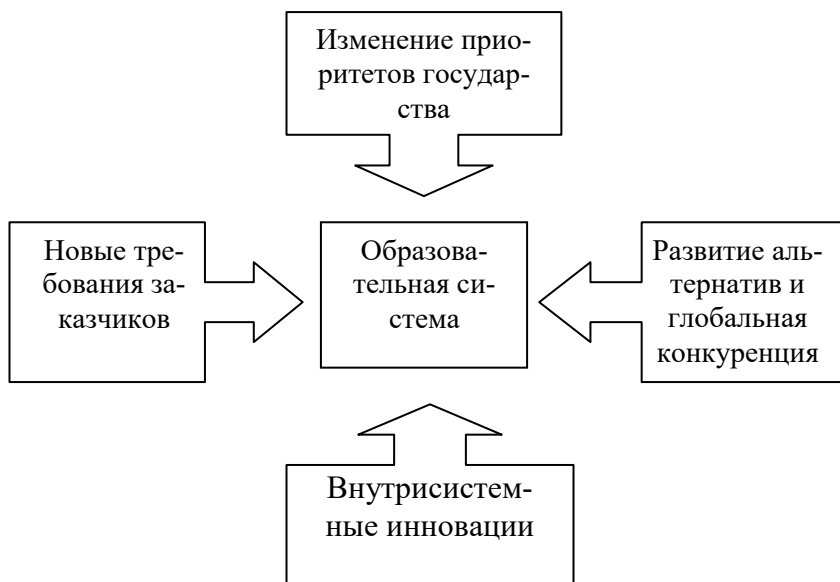 Изменение прио-
ритетов государ-
ства
Новые тре-
бования за-
казчиков
Образова-
тельная си-
стема
Развитие аль-
тернатив и
глобальная
конкуренция
Внутрисистем-
ные инновации